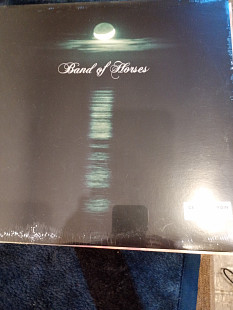 Band of Horses